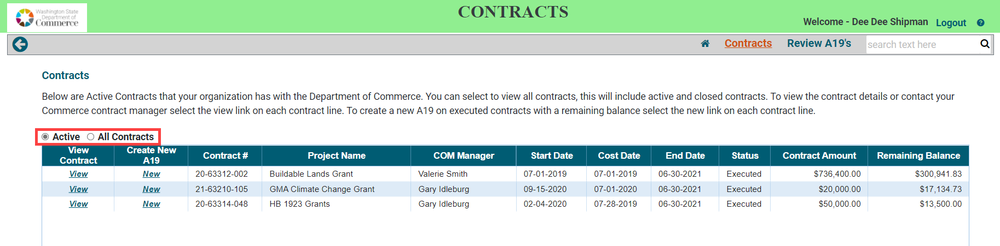 Washington State
Department of
Commerce
CONTRACTS
Welcome - Dee Dee Shipman Logout ?
Contracts Review A19's search text here
Contracts
Below are Active Contracts that your organization has with the Department of Commerce. You can select to view all contracts, this will include active and closed contracts. To view the contract details or contact your
Commerce contract manager select the view link on each contract line. To create a new A19 on executed contracts with a remaining balance select the new link on each contract line.
Active All Contracts
View Contract Create New A19 Contract # Project Name COM Manager Start Date Cost Date End Date Status Contract Amount Remaining Balance
View New 20-63312-002 Buildable Lands Grant Valerie Smith 07-01-2019 07-01-2019 06-30-2021 Executed $736,400.00 $300,941.83
View New 21-63210-105 GMA Climate Change Grant Gary Idleburg 09-15-2020 07-01-2020 06-30-2021 Executed $20,000.00 $17,134.73
View New 20-63314-048 HB 1923 Grants Gary Idleburg 02-04-2020 07-28-2019 06-30-2021 Executed $50,000.00 $13,500.00